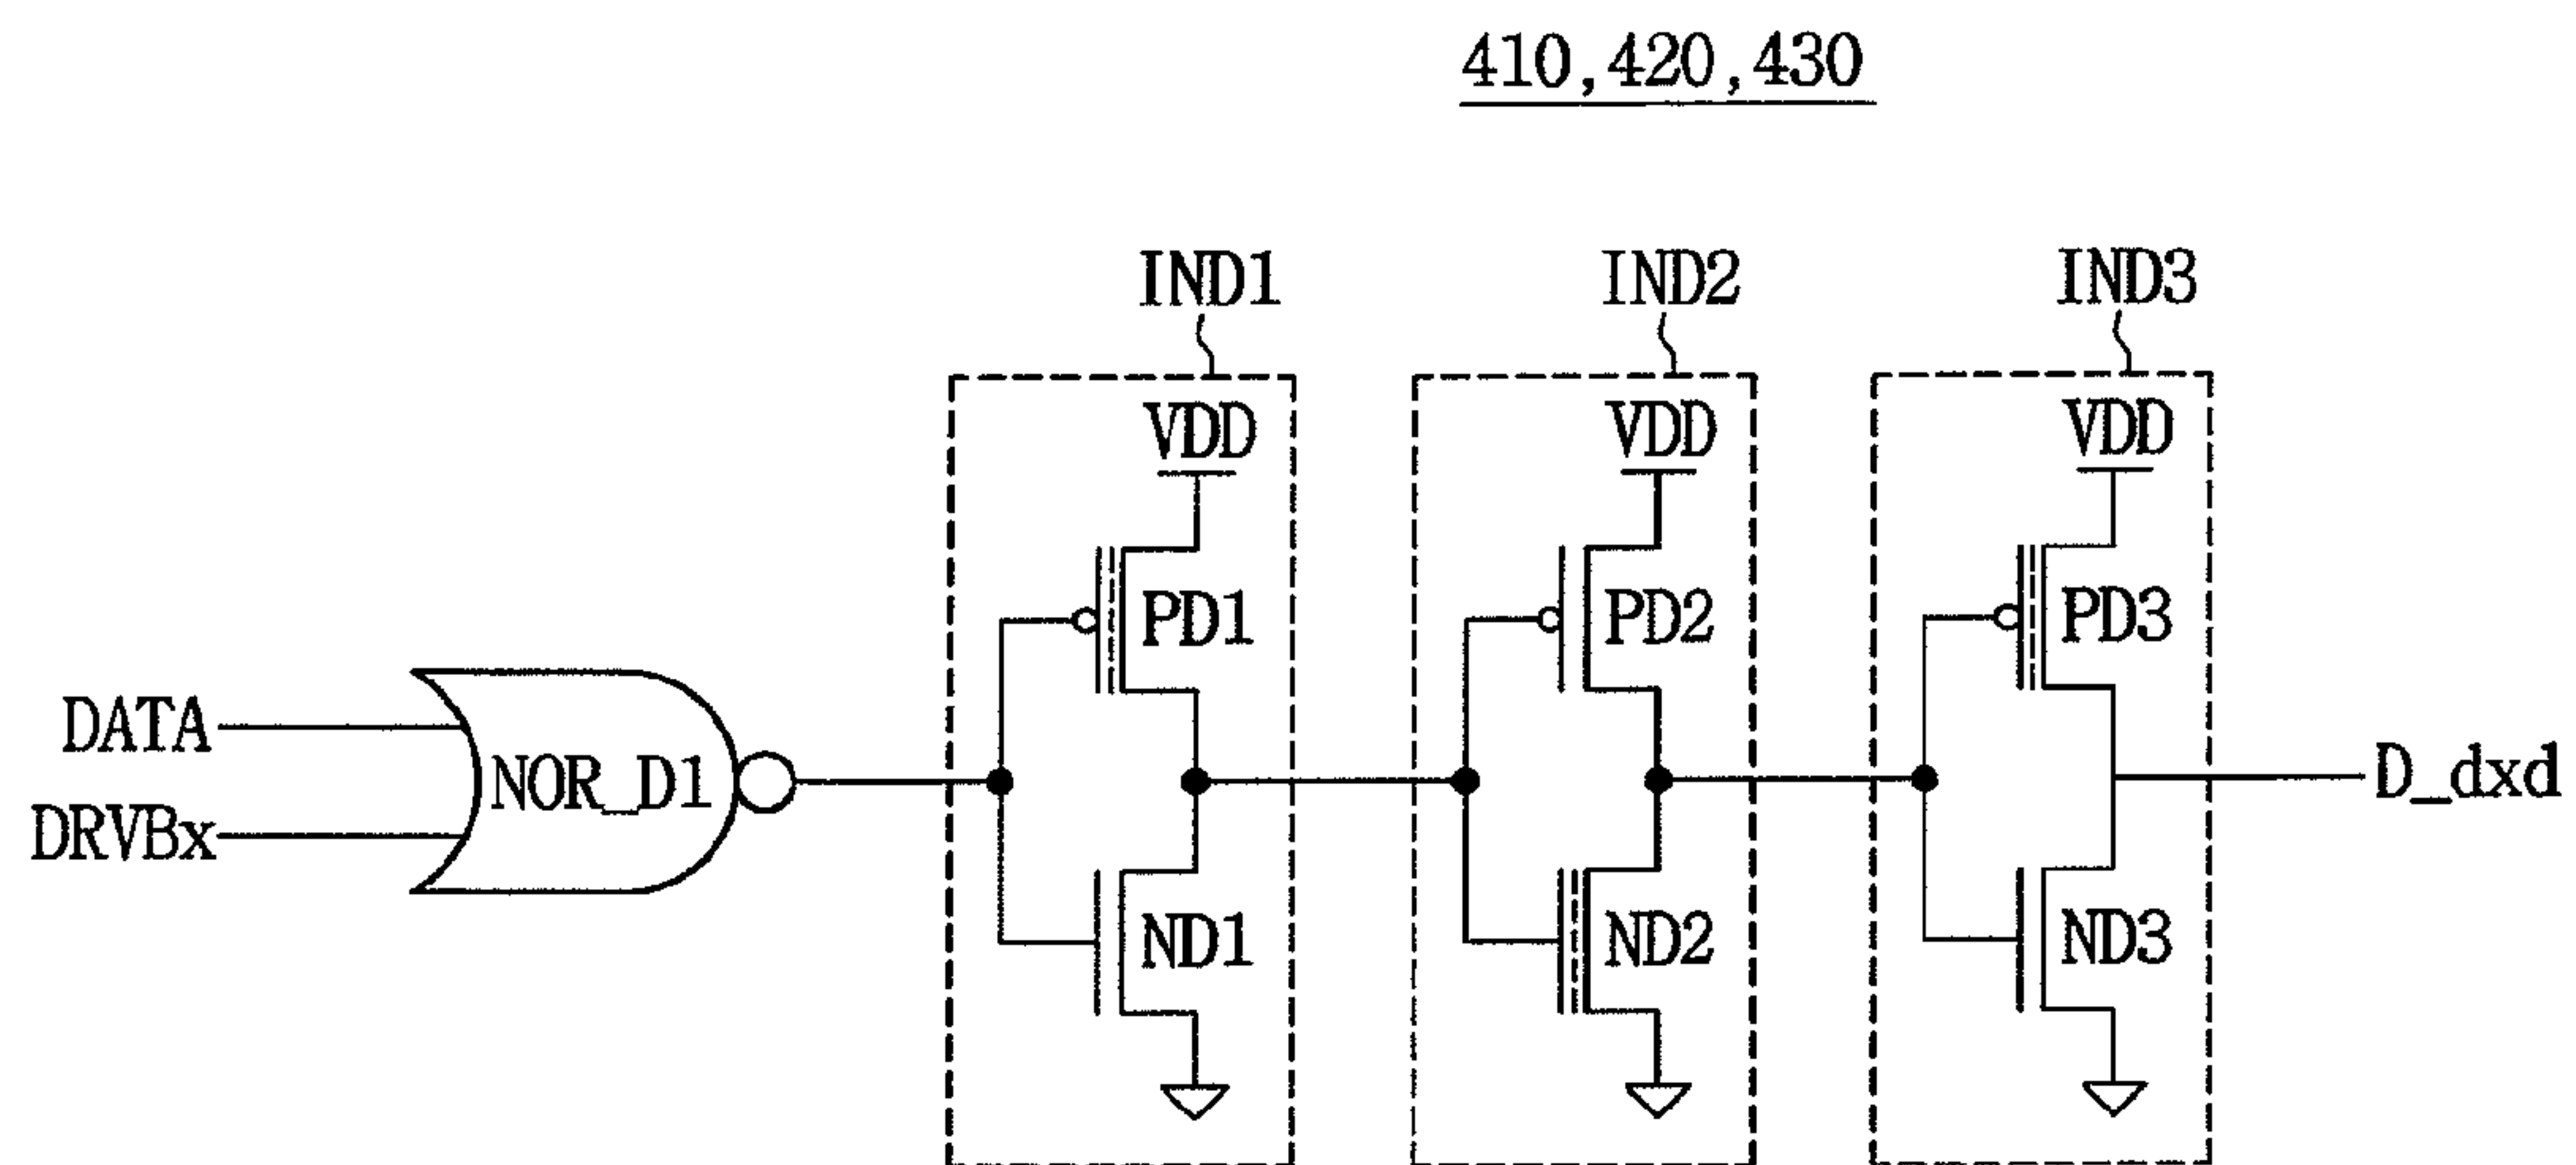 410,420,430
IND1
IND2
IND3
VDD
VDD
VDD
PD1
PD2
PD3
DATA
NOR_D1
DRVBx
D_dxd
ND1
ND2
ND3